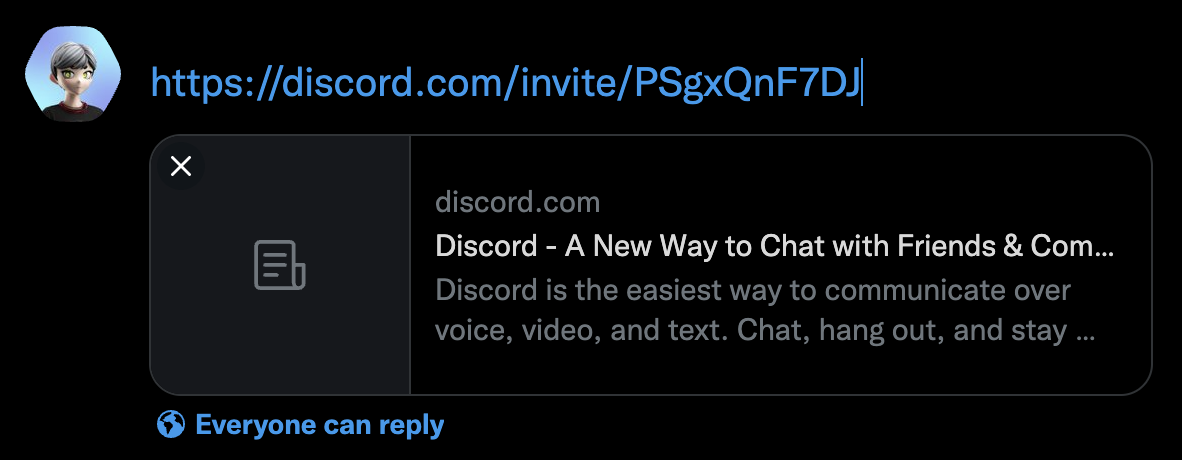 https://discord.com/invite/PSgxQnF7DJ
discord.com
Discord - A New Way to Chat with Friends & Com...
Discord is the easiest way to communicate over
voice, video, and text. Chat, hang out, and stay ...
Everyone can reply